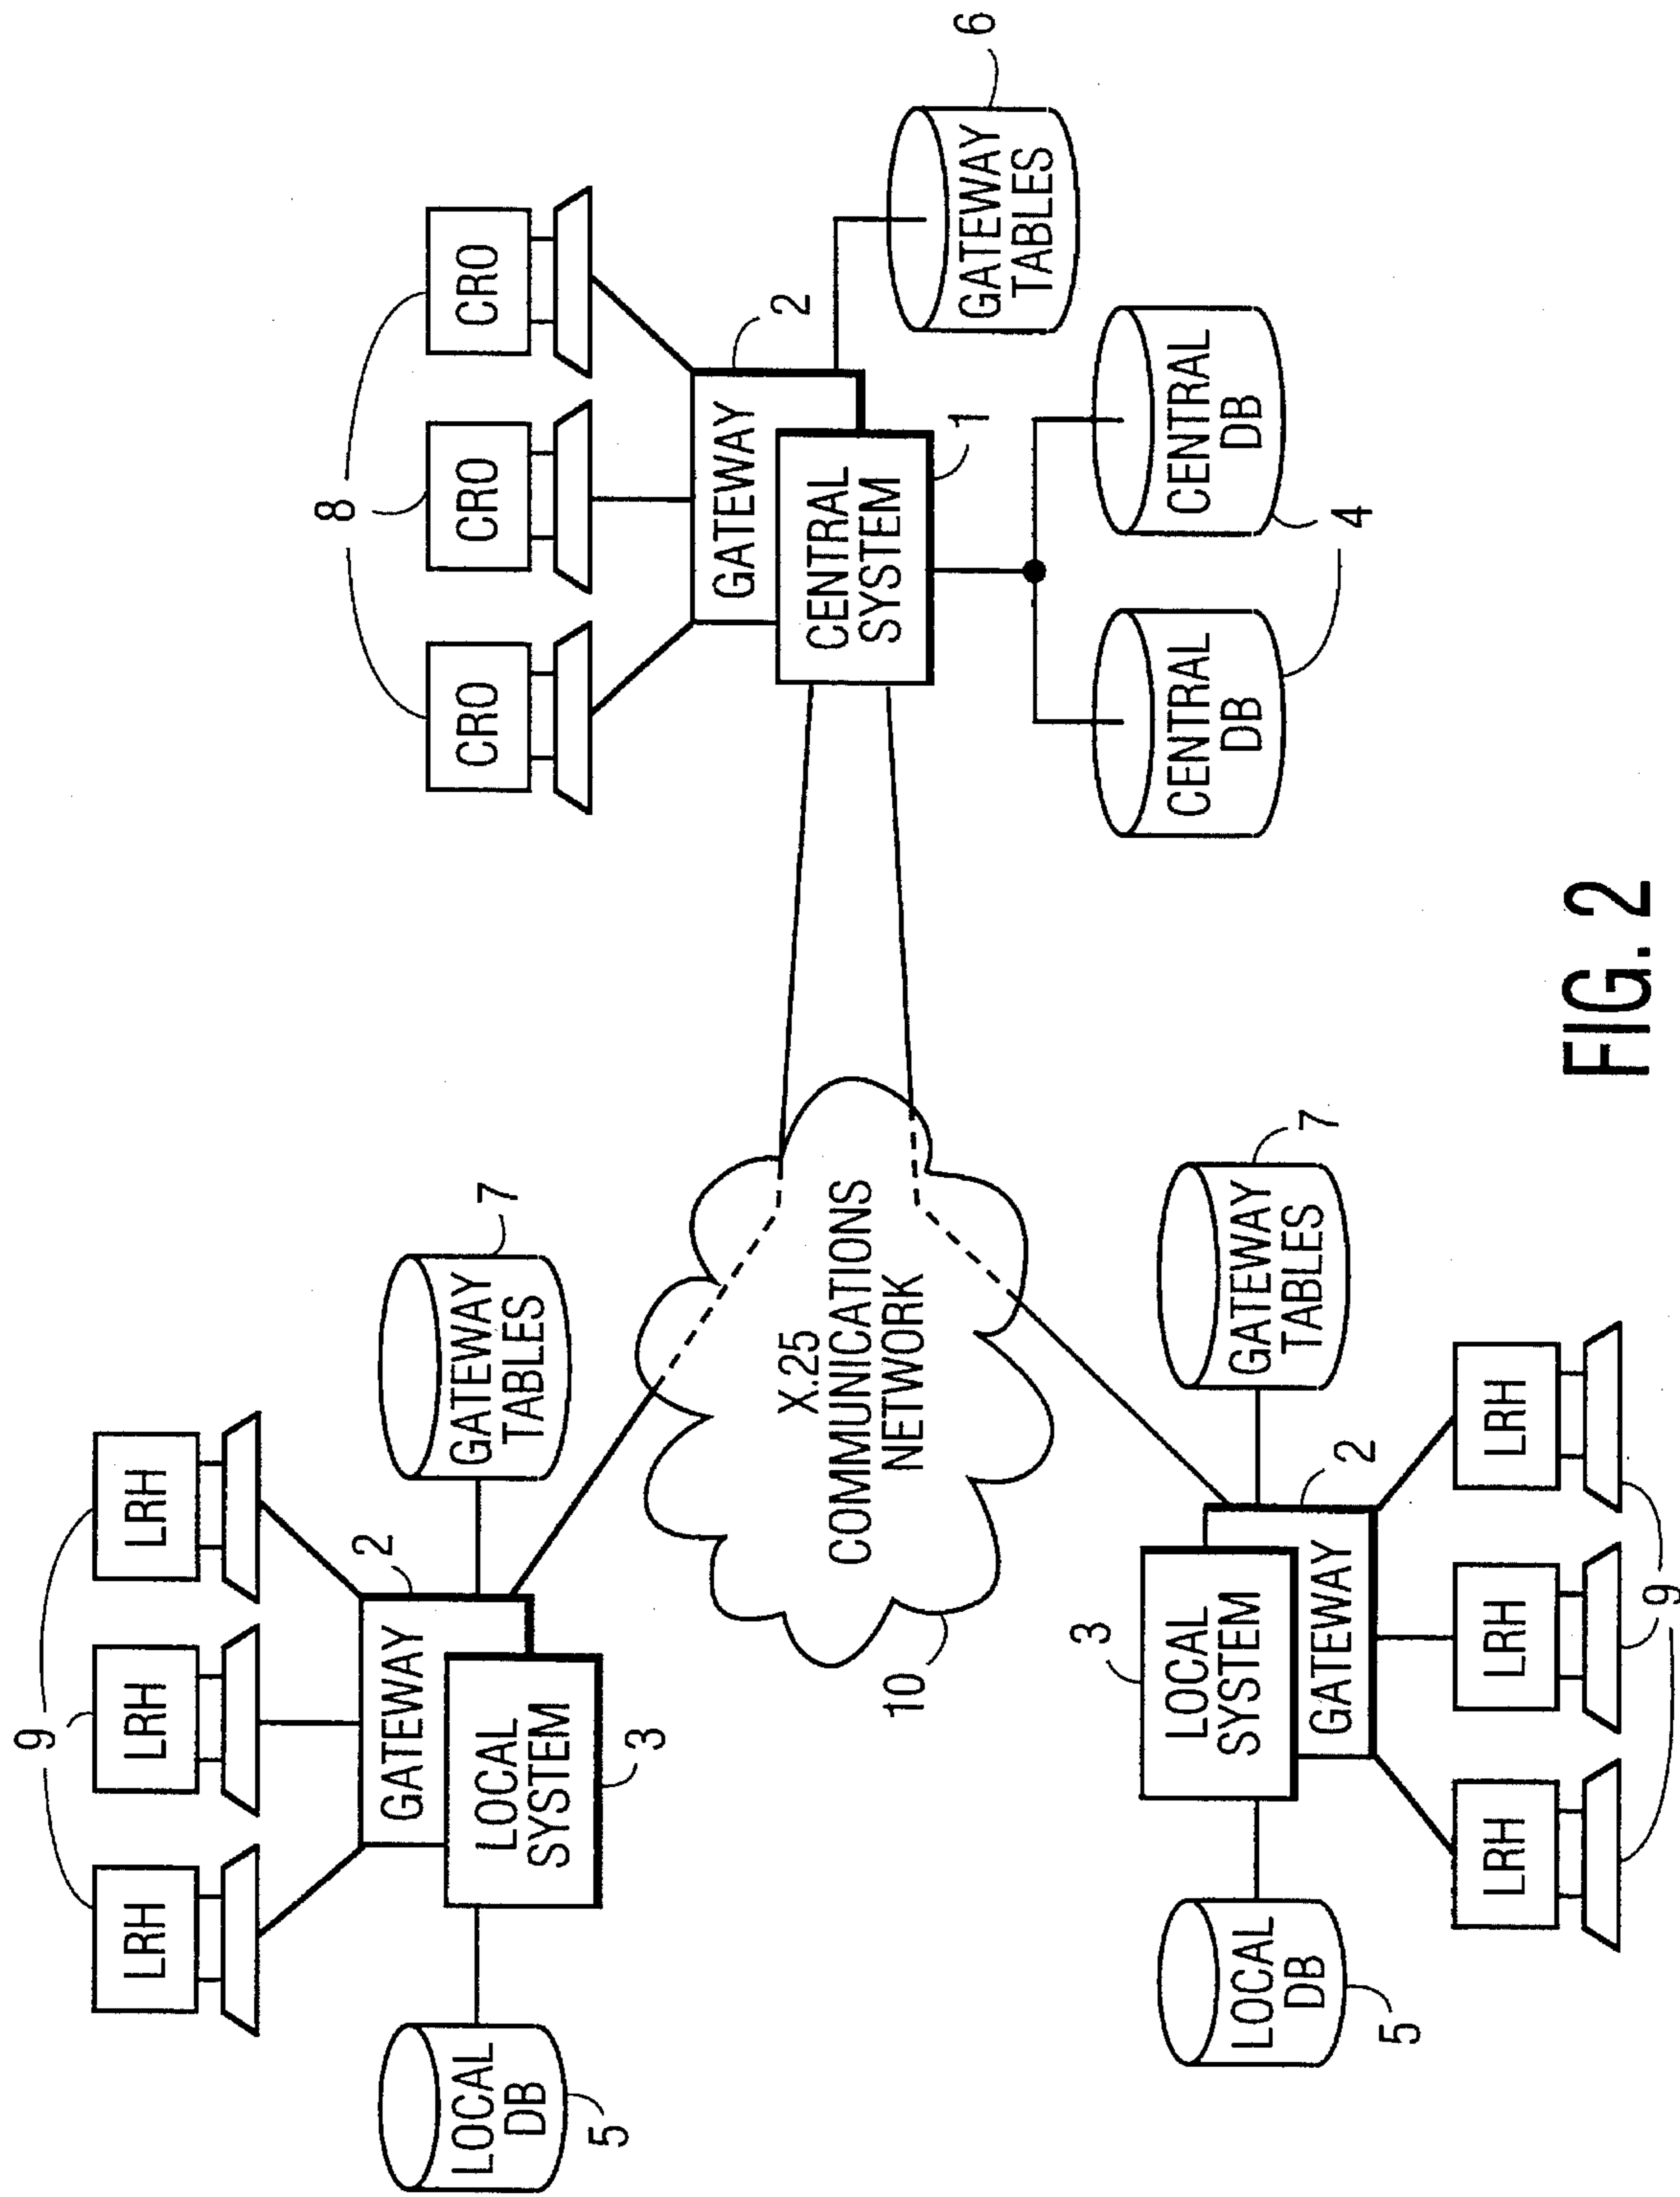 9
LRH
LRH
LRH
2
7
GATEWAY
GATEWAY
TABLES
LOCAL
SYSTEM
3
LOCAL
DB
5
8
CRO
CRO
CRO
2
6
GATEWAY
GATEWAY
TABLES
CENTRAL
SYSTEM
1
CENTRAL
DB
CENTRAL
DB
4
X.25
COMMUNICATIONS
NETWORK
10
3
7
LOCAL
SYSTEM
GATEWAY
TABLES
2
GATEWAY
LOCAL
DB
5
LRH
LRH
LRH
9
FIG. 2